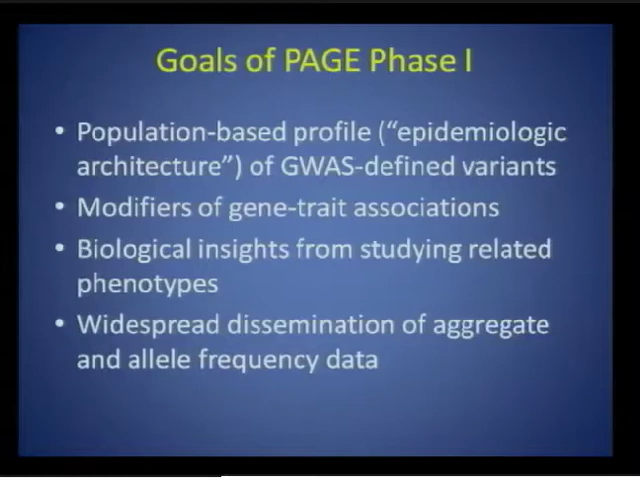 Goals of PAGE Phase I
• Population-based profile (“epidemiologic
architecture”) of GWAS-defined variants
• Modifiers of gene-trait associations
• Biological insights from studying related
phenotypes
• Widespread dissemination of aggregate
and allele frequency data